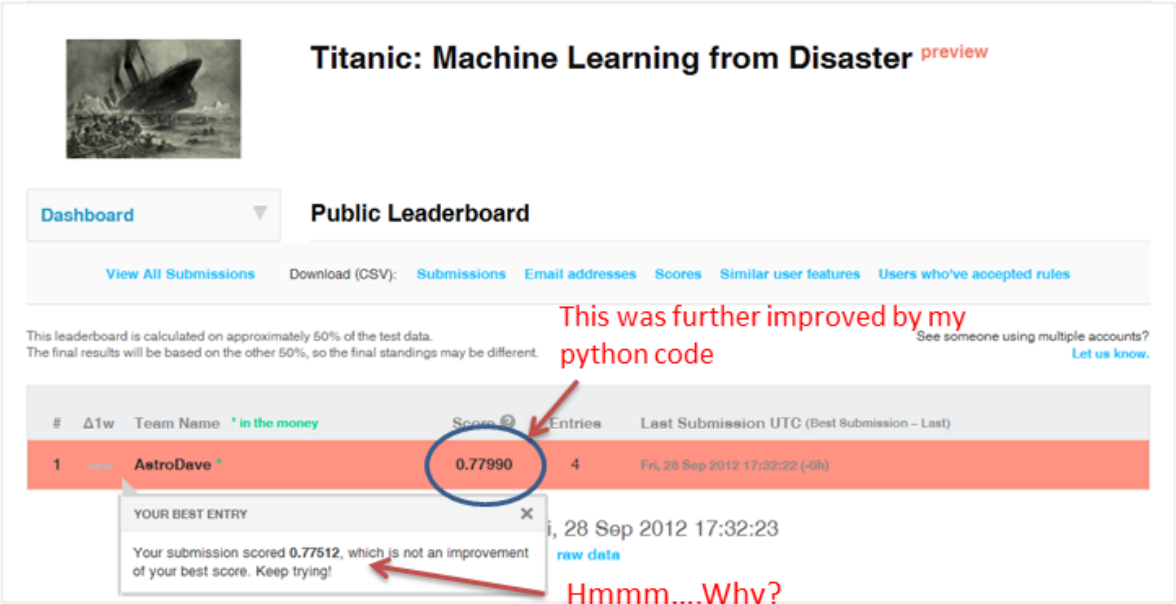 Titanic: Machine Learning from Disaster preview
Dashboard
Public Leaderboard
View All Submissions Download (CSV): Submissions Email addresses Scores Similar user features Users who've accepted rules
This leaderboard is calculated on approximately 50% of the test data.
The final results will be based on the other 50%, so the final standings may be different.
This was further improved by my
python code
See someone using multiple accounts?
Let us know.
# Δ1w Team Name * in the money Score Entries Last Submission UTC (Best Submission – Last)
1 new AstroDave * 0.77990 4 Fri, 28 Sep 2012 17:32:22 (-0h)
YOUR BEST ENTRY ×
Your submission scored 0.77512, which is not an improvement
of your best score. Keep trying!
i, 28 Sep 2012 17:32:23
raw data
Hmmm....Why?